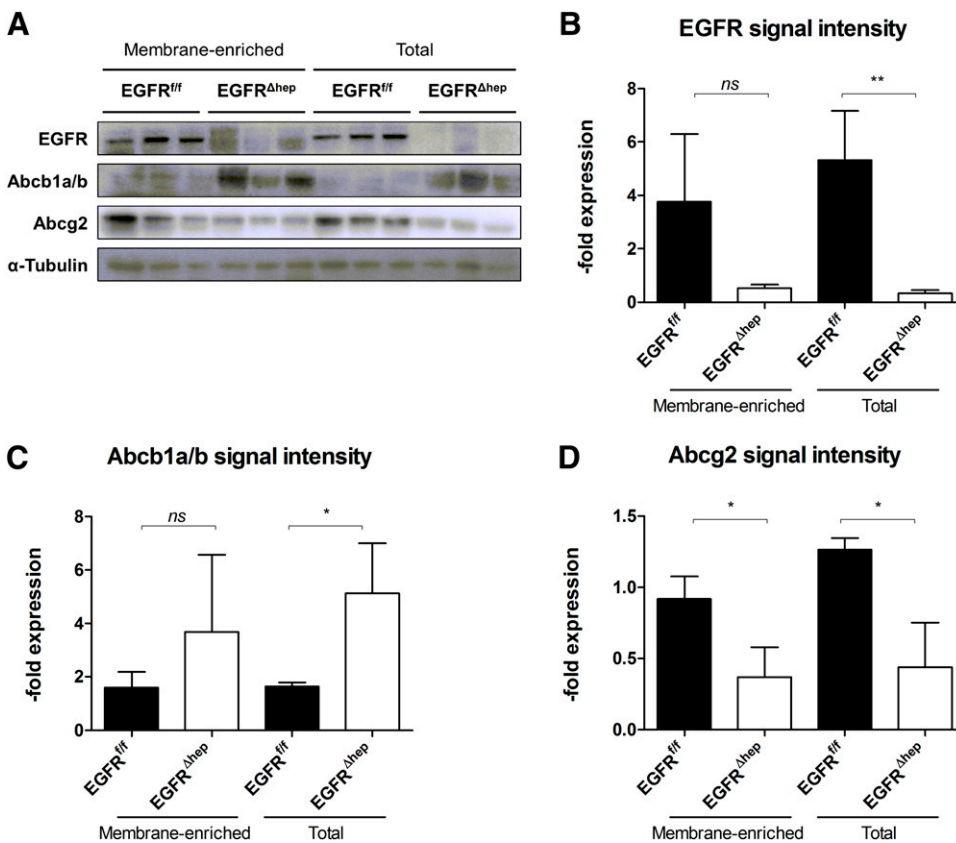 A
Membrane-enriched Total
EGFRf/f EGFRΔhep EGFRf/f EGFRΔhep
EGFR
Abcb1a/b
Abcg2
α-Tubulin
B
EGFR signal intensity
ns **
8
6
4
2
0
-fold expression
EGFRf/f EGFRΔhep EGFRf/f EGFRΔhep
Membrane-enriched Total
C
Abcb1a/b signal intensity
ns *
8
6
4
2
0
-fold expression
EGFRf/f EGFRΔhep EGFRf/f EGFRΔhep
Membrane-enriched Total
D
Abcg2 signal intensity
* *
1.5
1.0
0.5
0.0
-fold expression
EGFRf/f EGFRΔhep EGFRf/f EGFRΔhep
Membrane-enriched Total